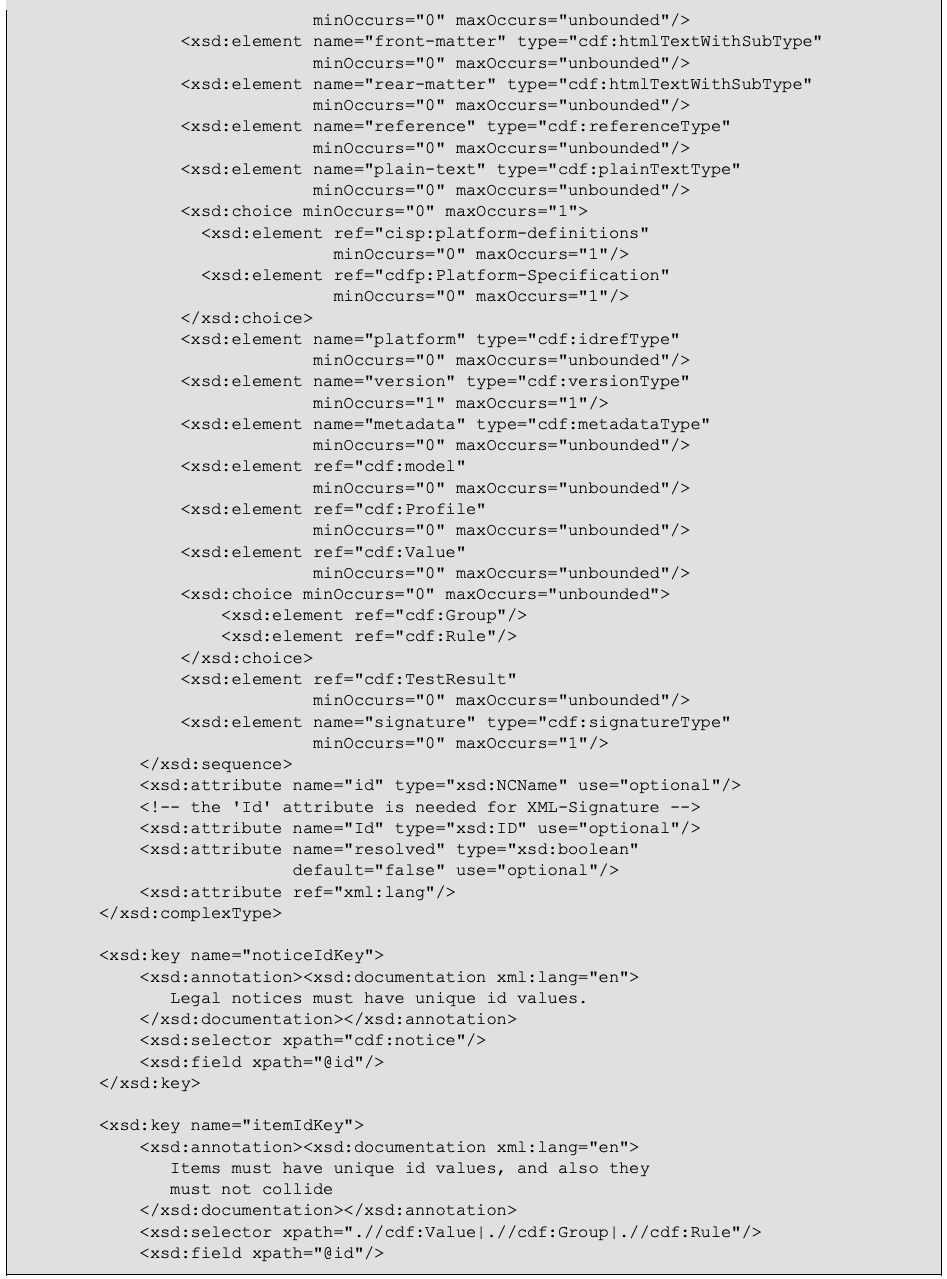 minOccurs="0" maxOccurs="unbounded"/>
<xsd:element name="front-matter" type="cdf:htmlTextWithSubType"
minOccurs="0" maxOccurs="unbounded"/>
<xsd:element name="rear-matter" type="cdf:htmlTextWithSubType"
minOccurs="0" maxOccurs="unbounded"/>
<xsd:element name="reference" type="cdf:referenceType"
minOccurs="0" maxOccurs="unbounded"/>
<xsd:element name="plain-text" type="cdf:plainTextType"
minOccurs="0" maxOccurs="unbounded"/>
<xsd:choice minOccurs="0" maxOccurs="1">
<xsd:element ref="cisp:platform-definitions"
minOccurs="0" maxOccurs="1"/>
<xsd:element ref="cdfp:Platform-Specification"
minOccurs="0" maxOccurs="1"/>
</xsd:choice>
<xsd:element name="platform" type="cdf:idrefType"
minOccurs="0" maxOccurs="unbounded"/>
<xsd:element name="version" type="cdf:versionType"
minOccurs="1" maxOccurs="1"/>
<xsd:element name="metadata" type="cdf:metadataType"
minOccurs="0" maxOccurs="unbounded"/>
<xsd:element ref="cdf:model"
minOccurs="0" maxOccurs="unbounded"/>
<xsd:element ref="cdf:Profile"
minOccurs="0" maxOccurs="unbounded"/>
<xsd:element ref="cdf:Value"
minOccurs="0" maxOccurs="unbounded"/>
<xsd:choice minOccurs="0" maxOccurs="unbounded">
<xsd:element ref="cdf:Group"/>
<xsd:element ref="cdf:Rule"/>
</xsd:choice>
<xsd:element ref="cdf:TestResult"
minOccurs="0" maxOccurs="unbounded"/>
<xsd:element name="signature" type="cdf:signatureType"
minOccurs="0" maxOccurs="1"/>
</xsd:sequence>
<xsd:attribute name="id" type="xsd:NCName" use="optional"/>
<!-- the 'Id' attribute is needed for XML-Signature -->
<xsd:attribute name="Id" type="xsd:ID" use="optional"/>
<xsd:attribute name="resolved" type="xsd:boolean"
default="false" use="optional"/>
<xsd:attribute ref="xml:lang"/>
</xsd:complexType>
<xsd:key name="noticeIdKey">
<xsd:annotation><xsd:documentation xml:lang="en">
Legal notices must have unique id values.
</xsd:documentation></xsd:annotation>
<xsd:selector xpath="cdf:notice"/>
<xsd:field xpath="@id"/>
</xsd:key>
<xsd:key name="itemIdKey">
<xsd:annotation><xsd:documentation xml:lang="en">
Items must have unique id values, and also they
must not collide
</xsd:documentation></xsd:annotation>
<xsd:selector xpath=".//cdf:Value|.//cdf:Group|.//cdf:Rule"/>
<xsd:field xpath="@id"/>